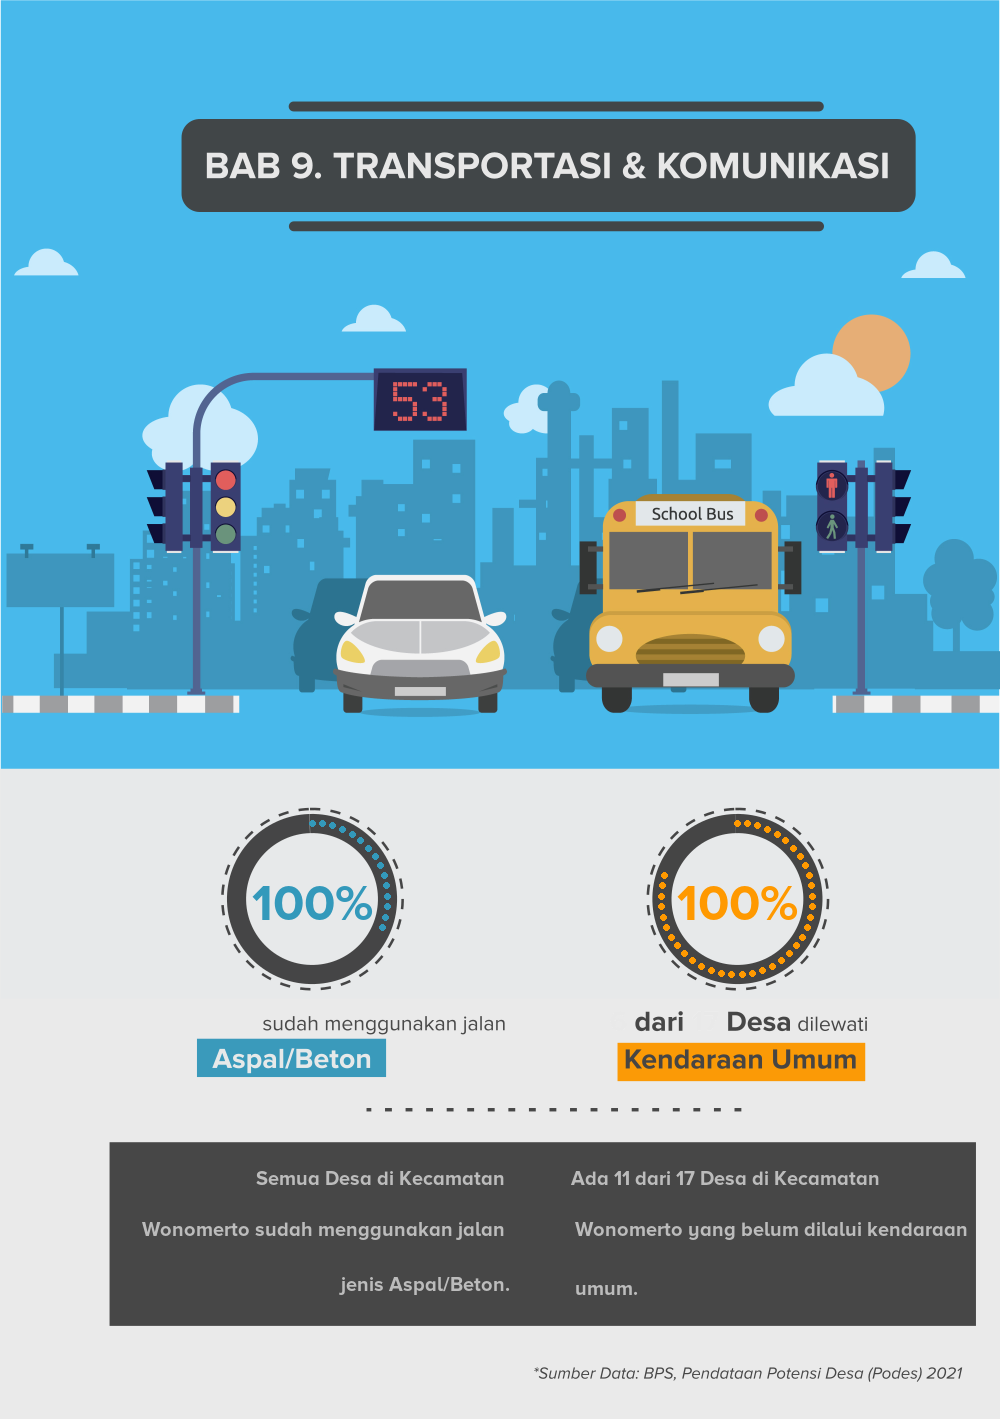 BAB 9. TRANSPORTASI & KOMUNIKASI
53
School Bus
100%
100%
sudah menggunakan jalan
Aspal/Beton
dari Desa dilewati
Kendaraan Umum
Semua Desa di Kecamatan
Wonomerto sudah menggunakan jalan
jenis Aspal/Beton.
Ada 11 dari 17 Desa di Kecamatan
Wonomerto yang belum dilalui kendaraan
umum.
*Sumber Data: BPS, Pendataan Potensi Desa (Podes) 2021